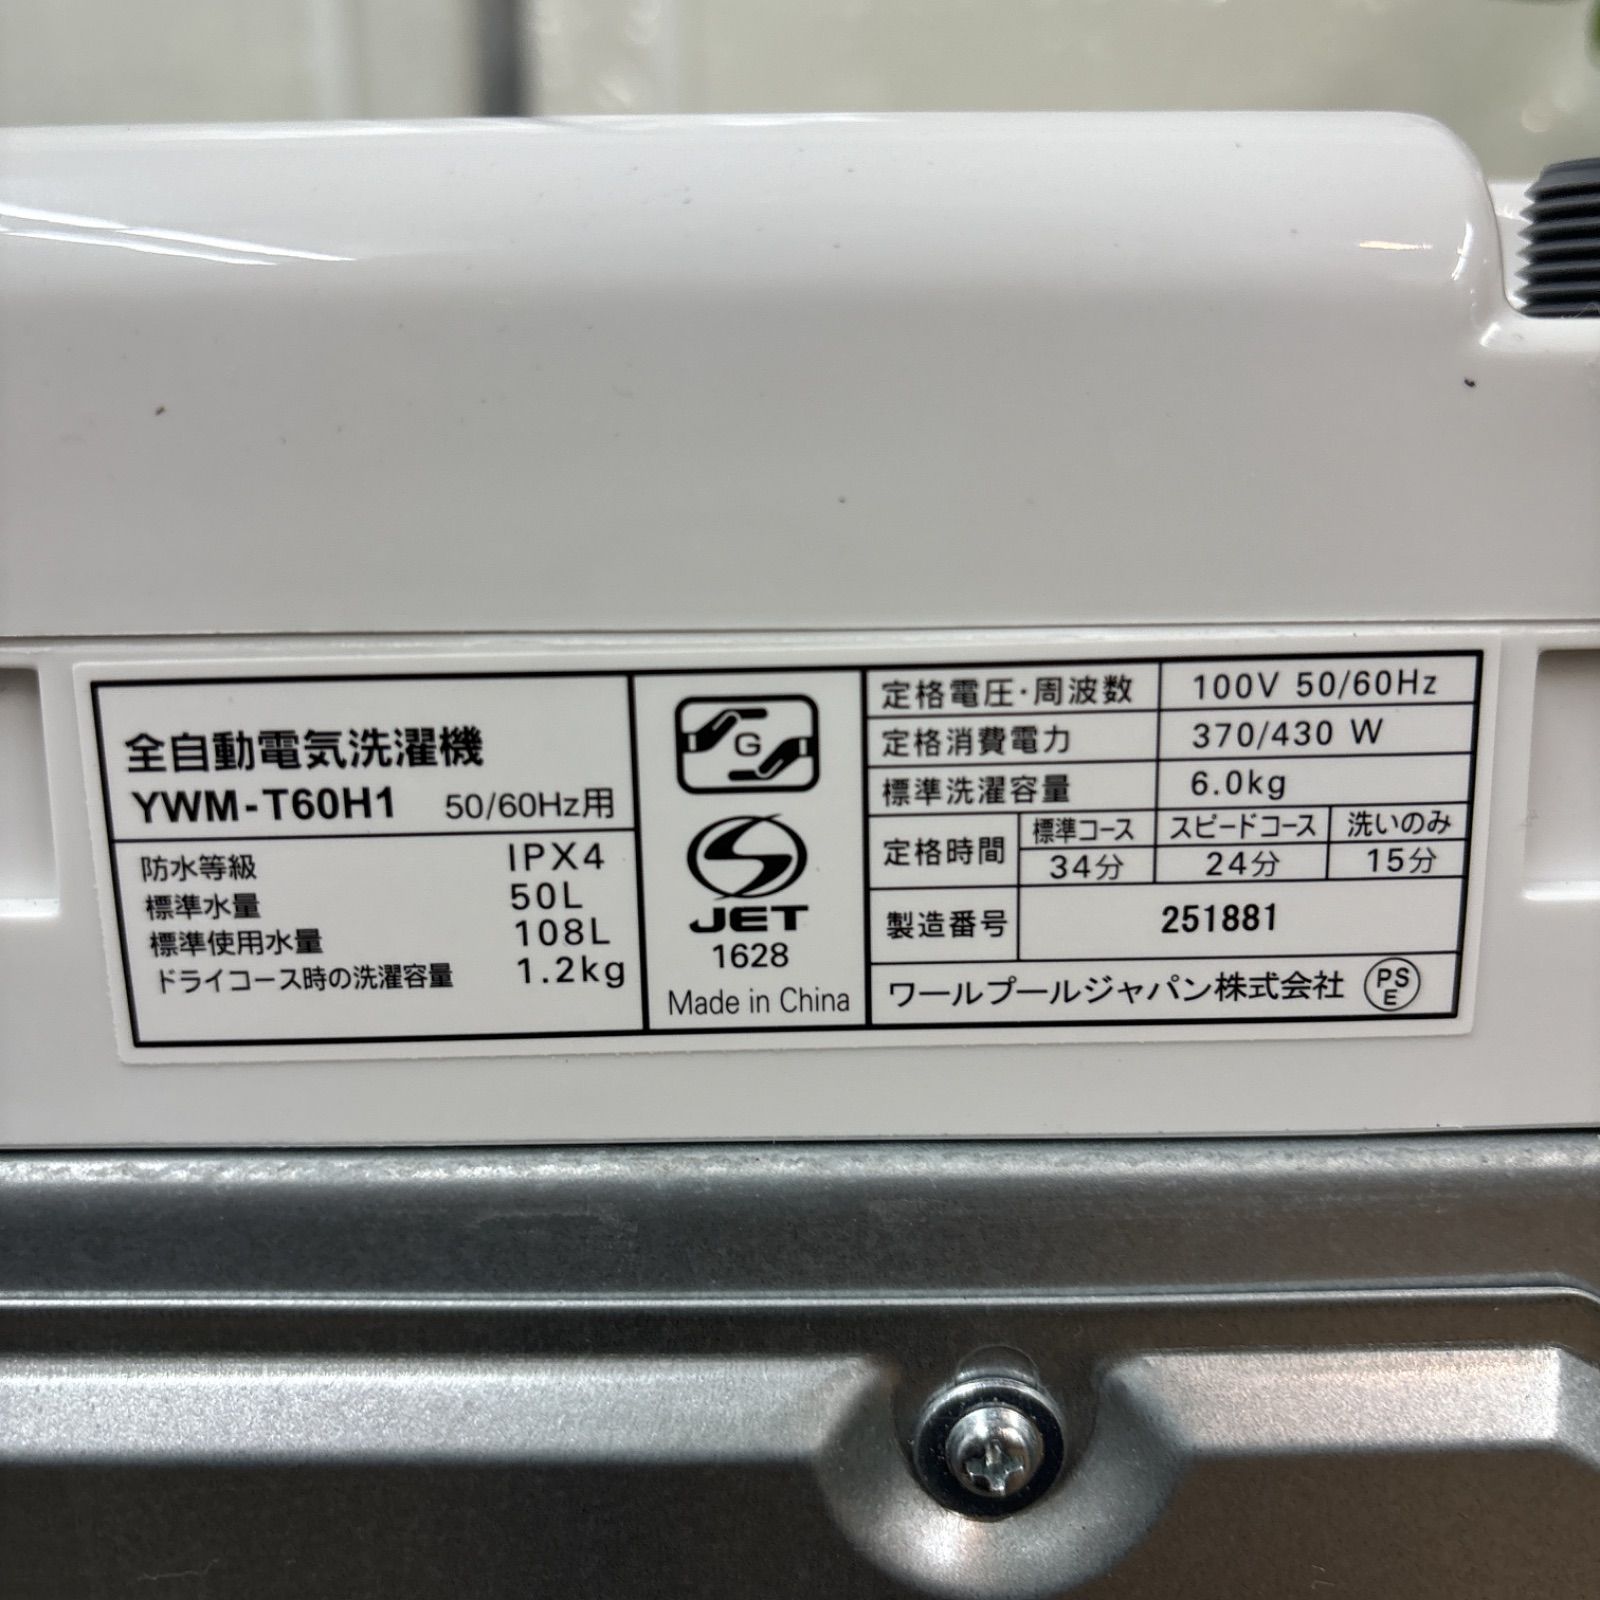 全自動電気洗濯機
YWM-T60H1 50/60Hz用
防水等級 IPX4
標準水量 50L
標準使用水量 108L
ドライコース時の洗濯容量 1.2kg
G
S
JET
1628
Made in China
定格電圧・周波数 100V 50/60Hz
定格消費電力 370/430 W
標準洗濯容量 6.0kg
定格時間 標準コース スピードコース 洗いのみ
34分 24分 15分
製造番号 251881
ワールプールジャパン株式会社 PS
E